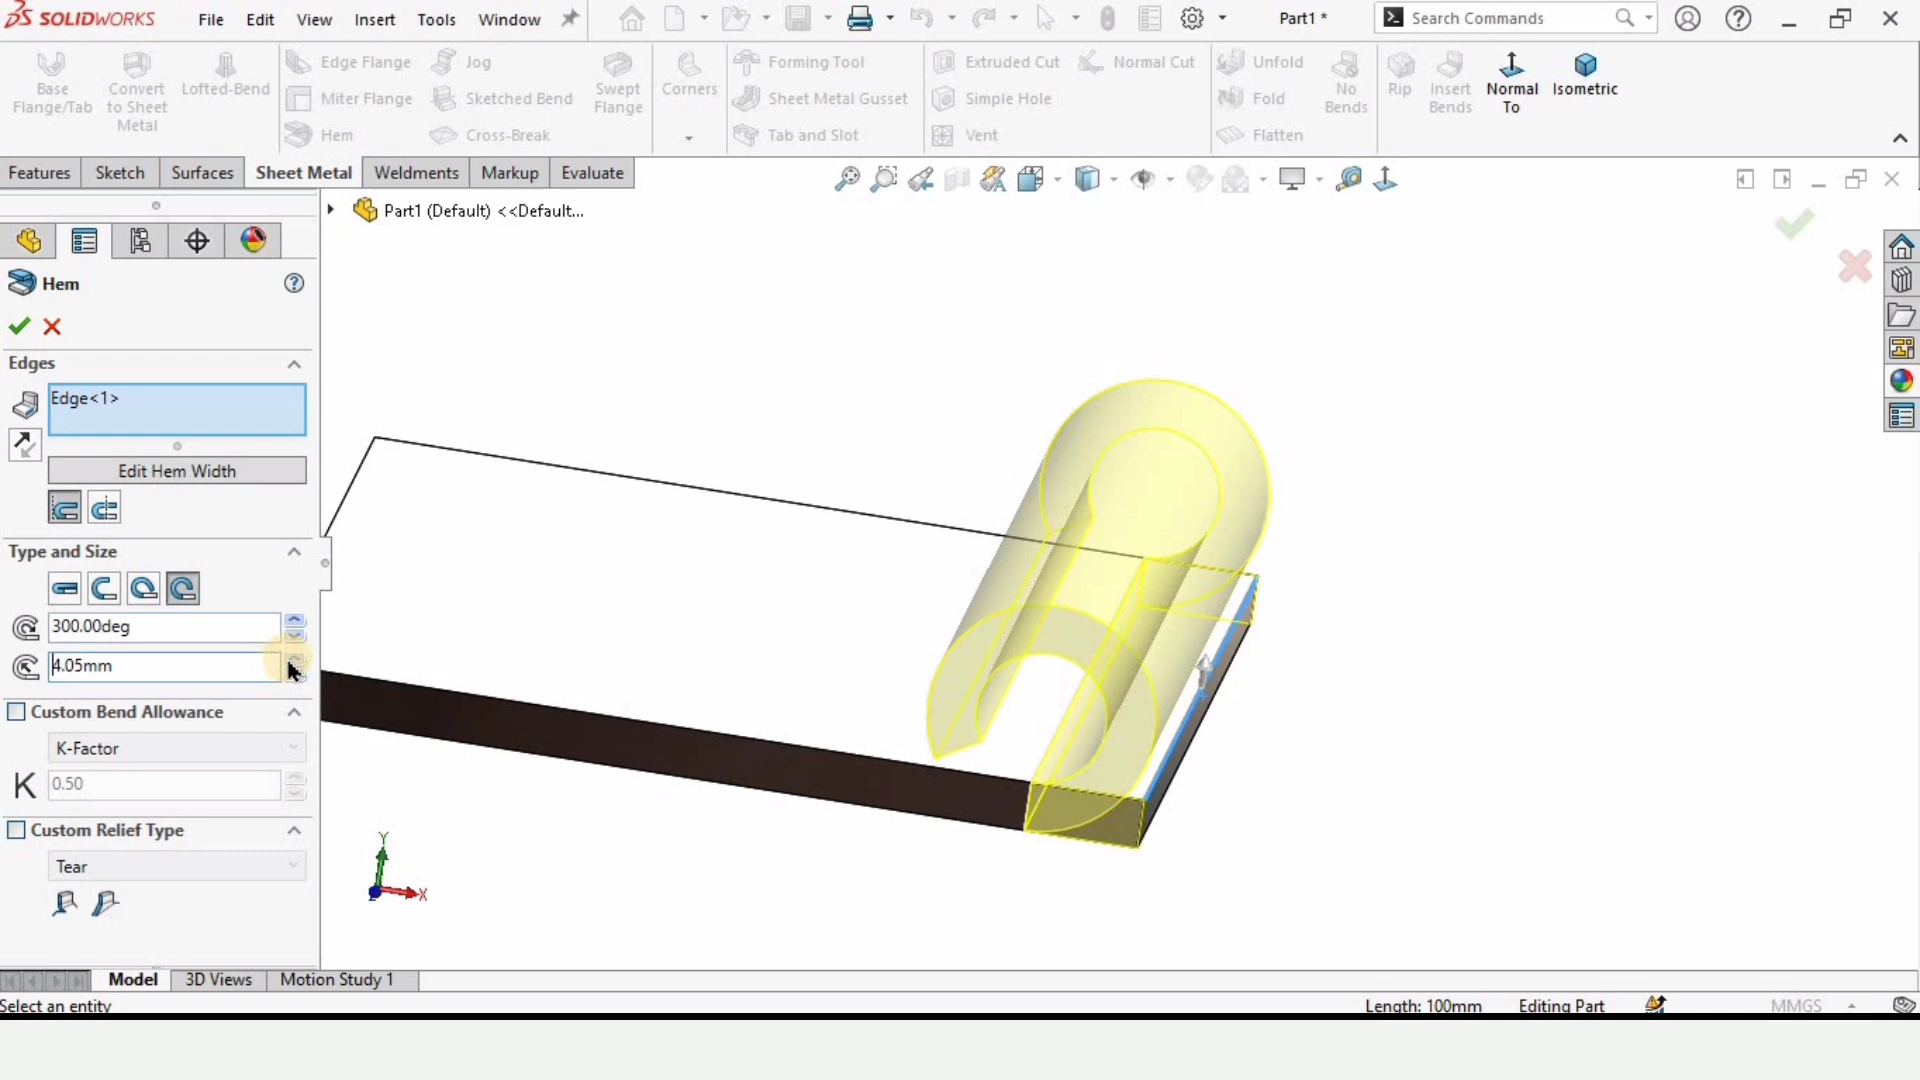 SOLIDWORKS
File Edit View Insert Tools Window
Part1 *
Search Commands
Base Flange/Tab
Convert to Sheet Metal
Lofted-Bend
Edge Flange
Miter Flange
Hem
Jog
Sketched Bend
Cross-Break
Swept Flange
Corners
Forming Tool
Sheet Metal Gusset
Tab and Slot
Extruded Cut
Simple Hole
Vent
Normal Cut
Unfold
Fold
Flatten
No Bends
Rip
Insert Bends
Normal To
Isometric
Features Sketch Surfaces Sheet Metal Weldments Markup Evaluate
Part1 (Default) <<Default...
Hem
Edges
Edge<1>
Edit Hem Width
Type and Size
300.00deg
4.05mm
Custom Bend Allowance
K-Factor
K 0.50
Custom Relief Type
Tear
Y
X
Z
Model 3D Views Motion Study 1
Select an entity
Length: 100mm Editing Part MMGS